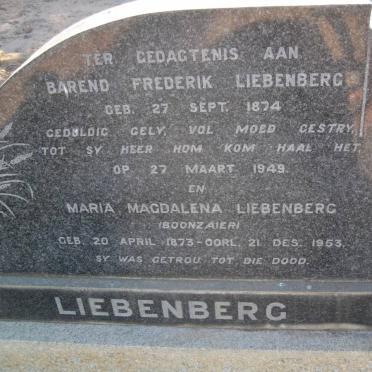 TER GEDAGTENIS AAN
BAREND FREDERIK LIEBENBERG
GEB. 27 SEPT. 1874
GEDULDIG GELY, VOL MOED GESTRY,
TOT SY HEER HOM KOM HAAL HET,
OP 27 MAART 1949.
EN
MARIA MAGDALENA LIEBENBERG
(BOONZAIER)
GEB. 20 APRIL 1873-OORL. 21 DES. 1953.
SY WAS GETROU TOT DIE DOOD.
LIEBENBERG